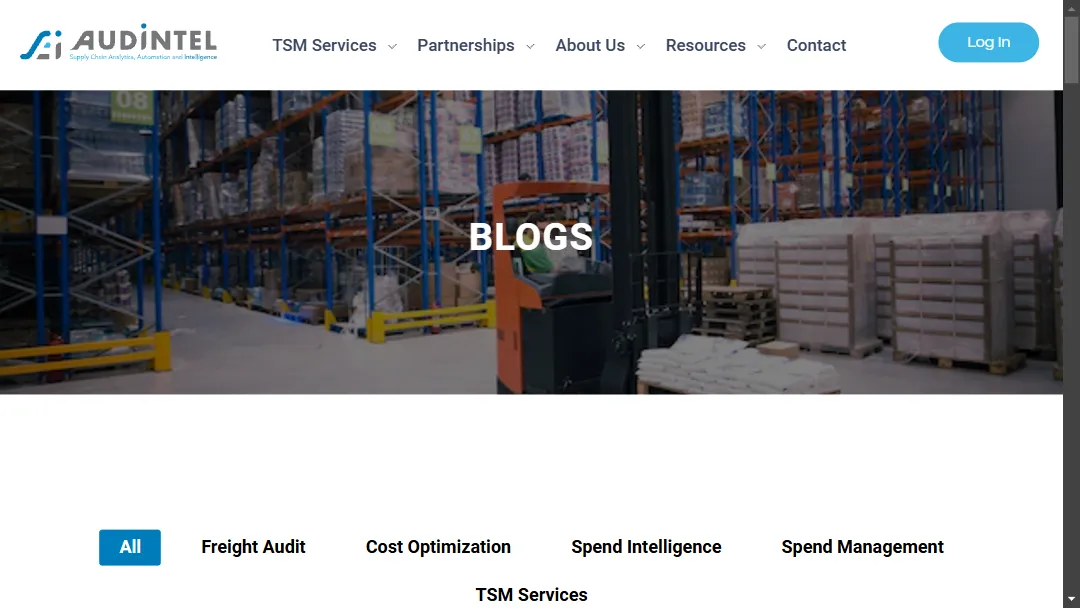 AUDINTEL
Supply Chain Analytics, Automation and Intelligence
TSM Services
Partnerships
About Us
Resources
Contact
Log In
08
BLOGS
All
Freight Audit
Cost Optimization
Spend Intelligence
Spend Management
TSM Services